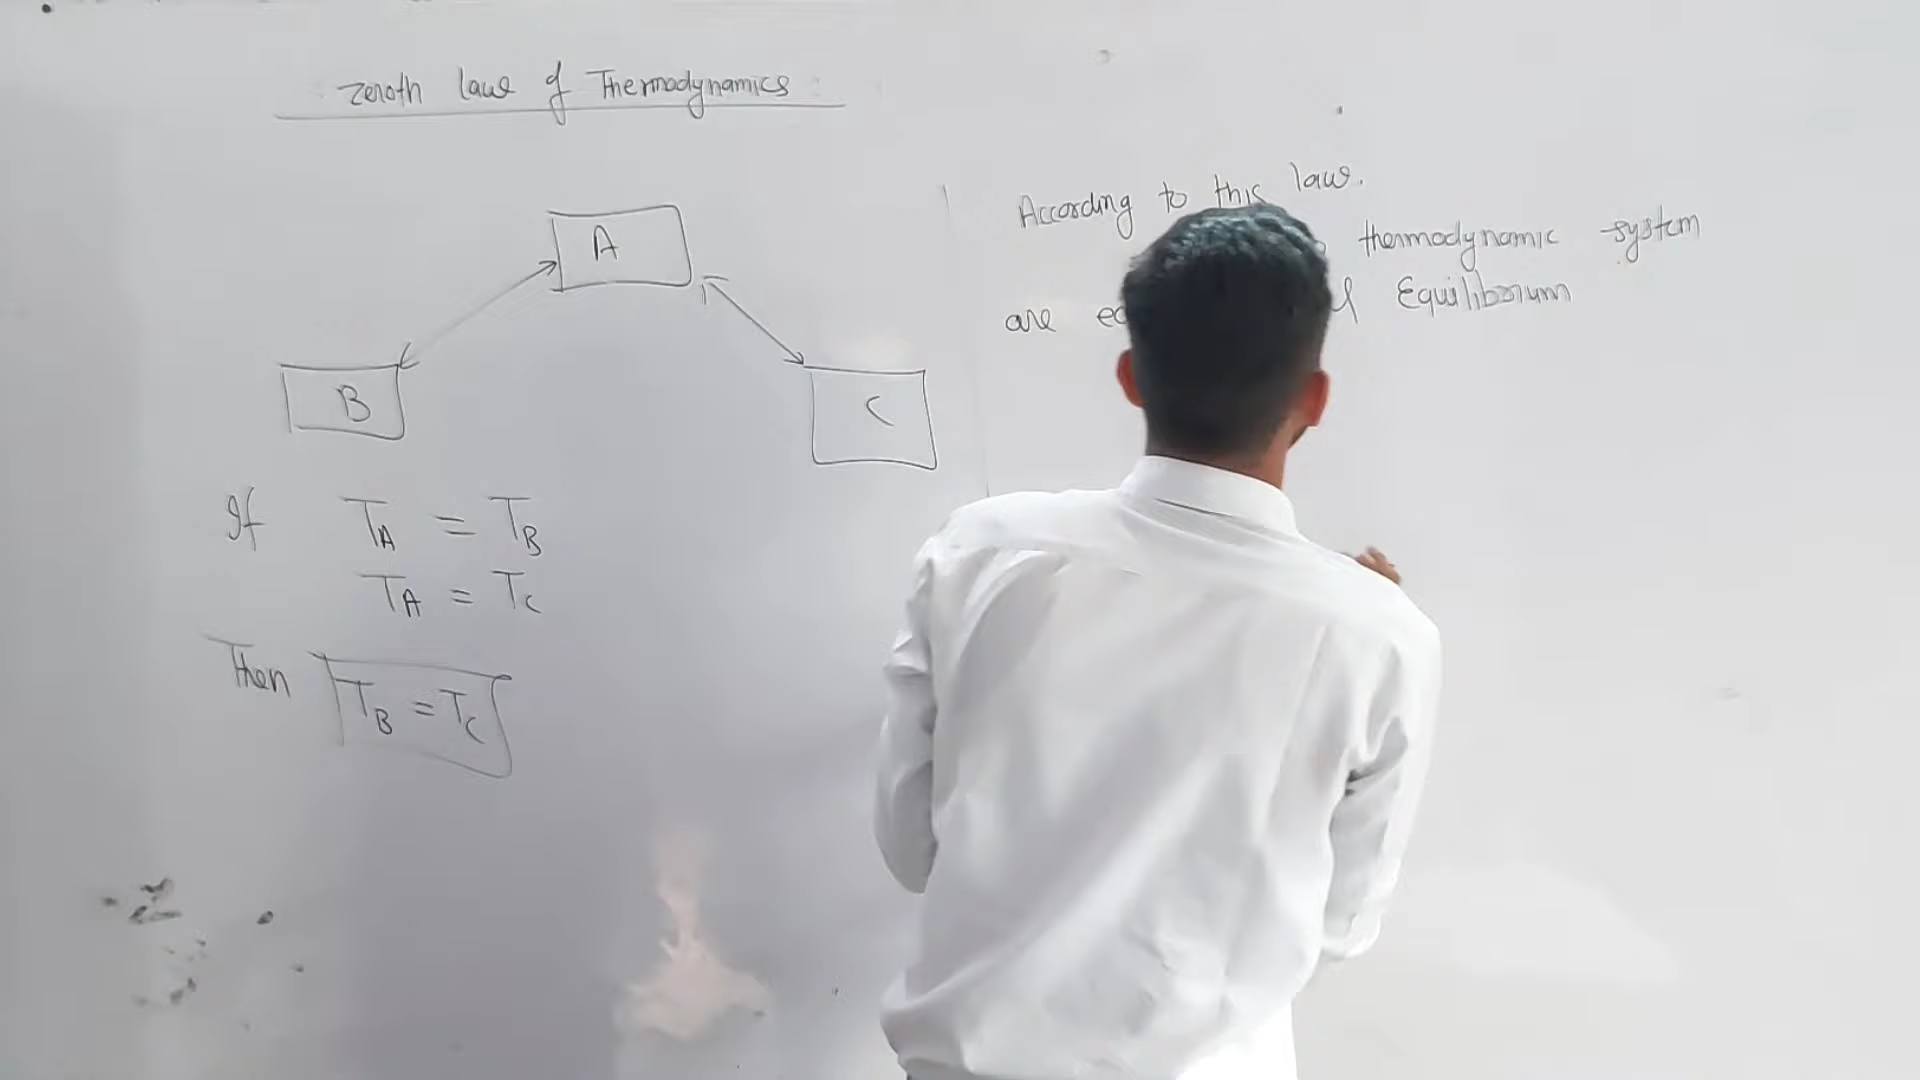 Zeroth law of Thermodynamics
A
B
C
If TA = TB
TA = TC
Then TB = TC
According to this law.
thermodynamic system
are Equilibrium